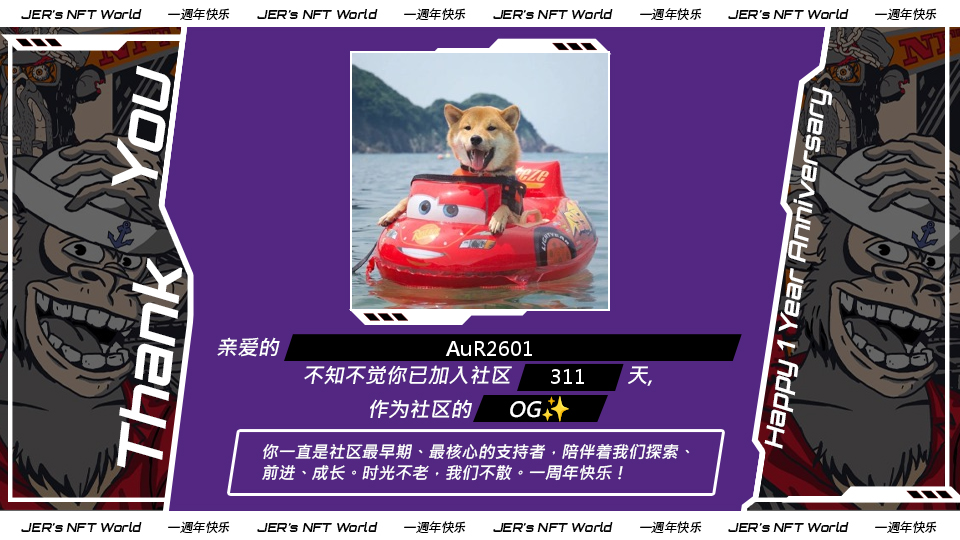 JER's NFT World 一週年快乐 JER's NFT World 一週年快乐 JER's NFT World 一週年快乐 JER's NFT World 一週年快乐
Thank You
NFT
NFT
eze
LIGHTYEAR
Happy 1 Year Anniversary
亲爱的 AuR2601
不知不觉你已加入社区 311 天,
作为社区的 OG✨
你一直是社区最早期、最核心的支持者，陪伴着我们探索、
前进、成长。时光不老，我们不散。一周年快乐！
JER's NFT World 一週年快乐 JER's NFT World 一週年快乐 JER's NFT World 一週年快乐 JER's NFT World 一週年快乐